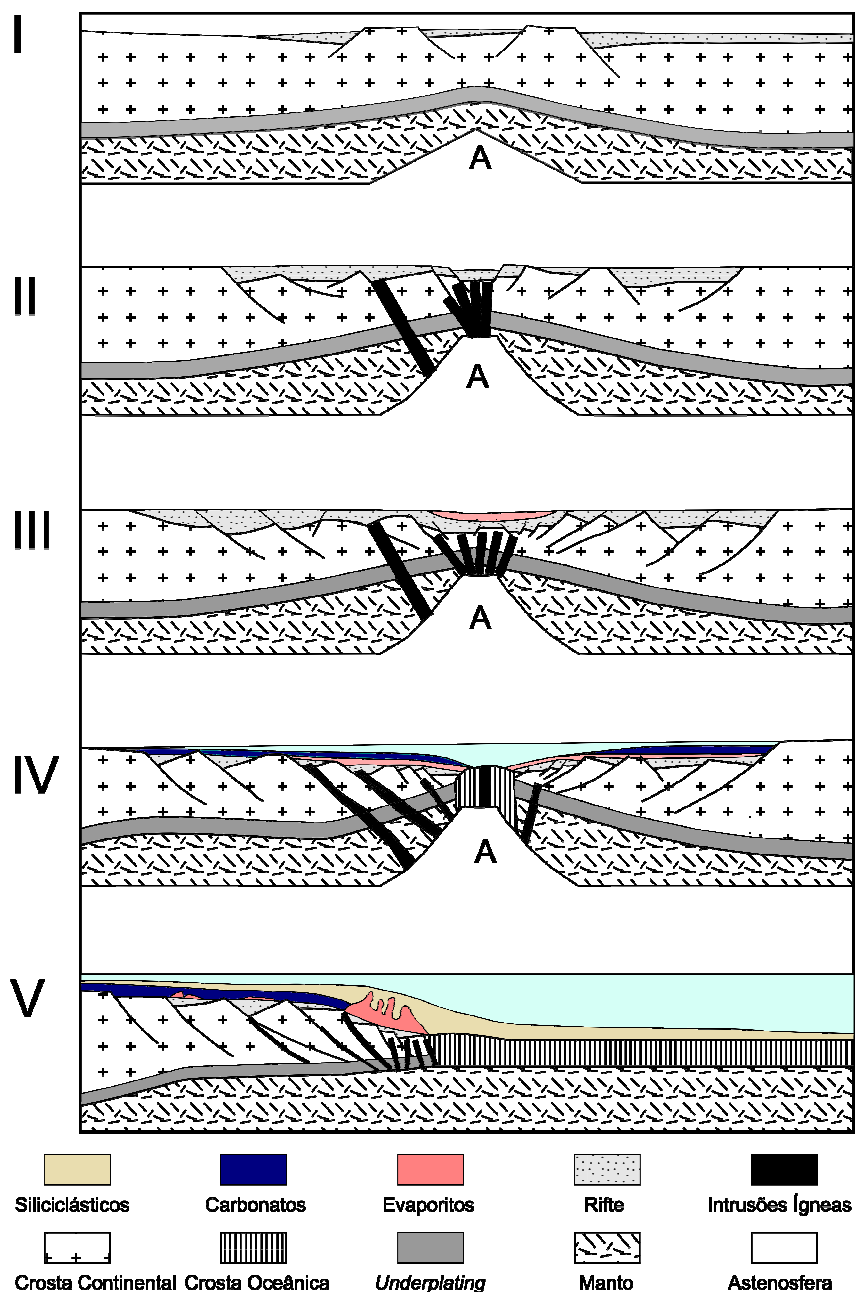 I
A
II
A
III
A
IV
A
V
Siliciclásticos Carbonatos Evaporitos Rifte Intrusões Ígneas
Crosta Continental Crosta Oceânica Underplating Manto Astenosfera